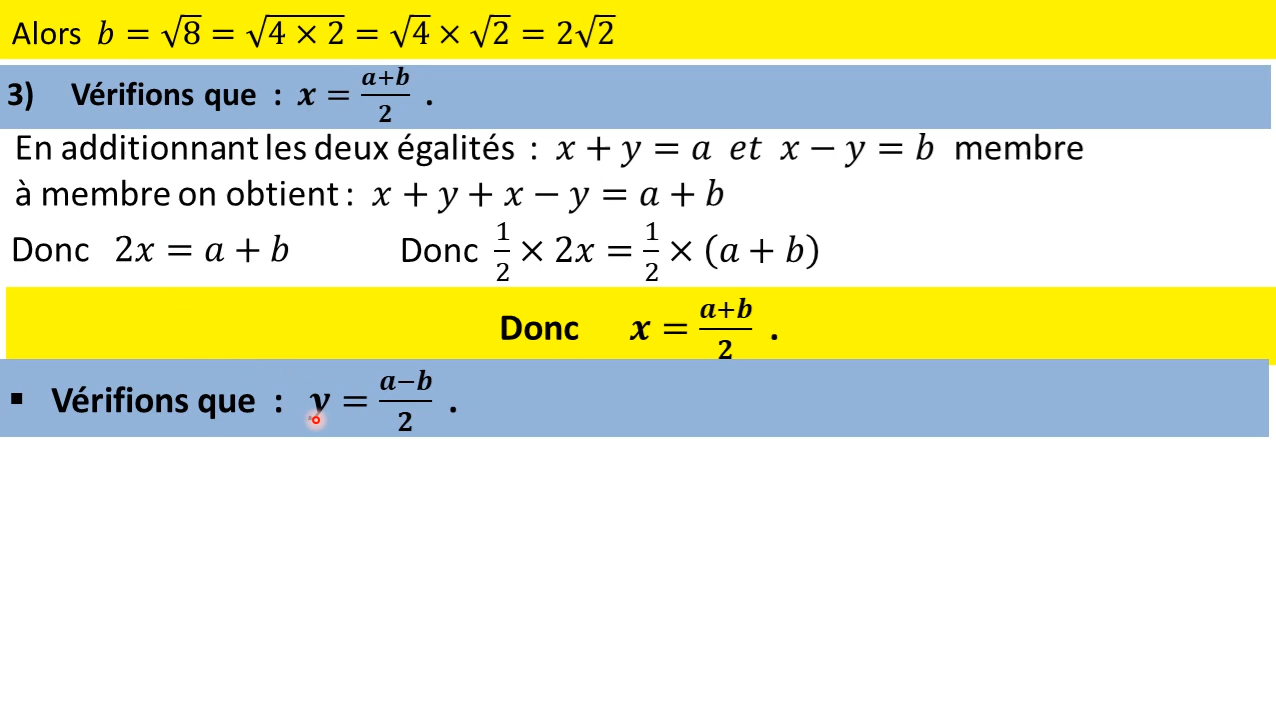 Alors b = √8 = √(4 × 2) = √4 × √2 = 2√2
3) Vérifions que : x = (a+b)/2 .
En additionnant les deux égalités : x + y = a et x − y = b membre
à membre on obtient : x + y + x − y = a + b
Donc 2x = a + b Donc 1/2 × 2x = 1/2 × (a + b)
Donc x = (a+b)/2 .
▪ Vérifions que : y = (a−b)/2 .